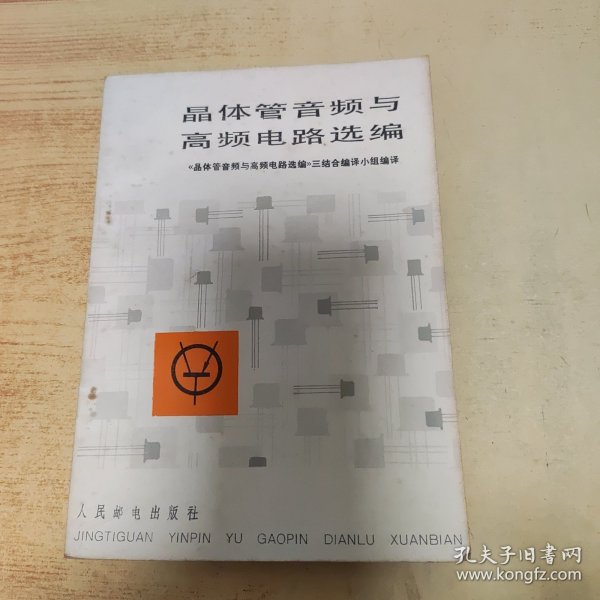 晶体管音频与
高频电路选编
《晶体管音频与高频电路选编》三结合编译小组编译
人民邮电出版社
JINGTIGUAN YINPIN YU GAOPIN DIANLU XUANBIAN
孔夫子旧书网
www.kongfz.com